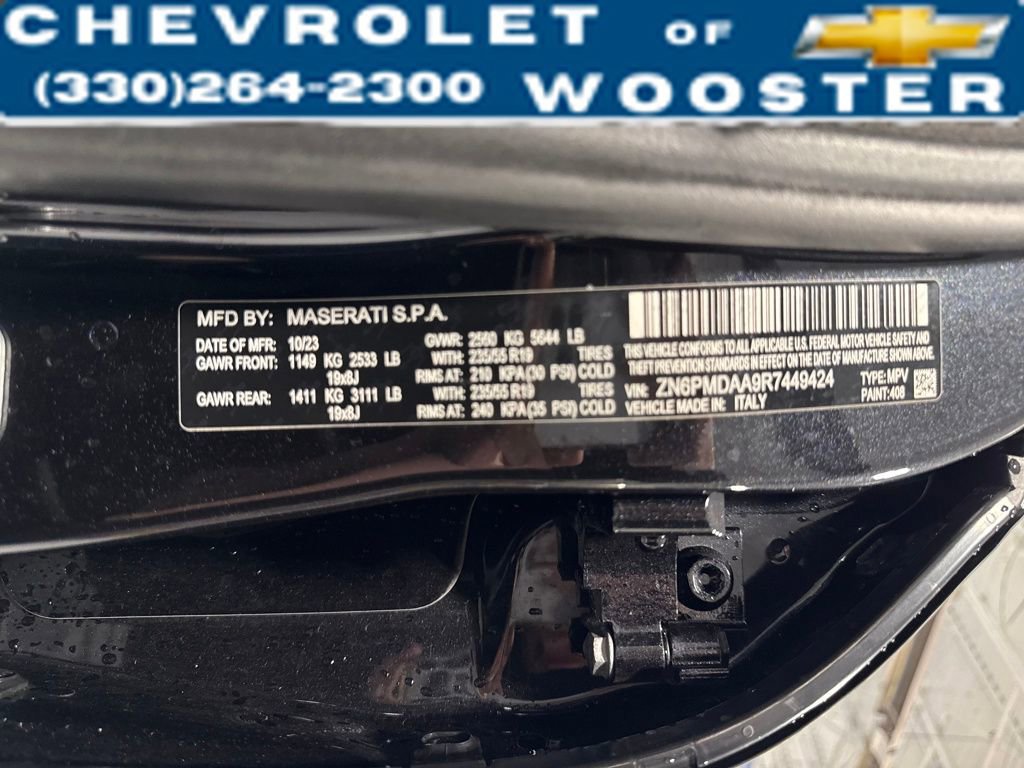 CHEVROLET OF
(330)264-2300 WOOSTER
MFD BY: MASERATI S.P.A.
DATE OF MFR: 10/23 GVWR: 2560 KG 5644 LB
GAWR FRONT: 1149 KG 2533 LB WITH: 235/55 R19 TIRES
19x8J RIMS AT: 210 KPA(30 PSI) COLD
GAWR REAR: 1411 KG 3111 LB WITH: 235/55 R19 TIRES
19x8J RIMS AT: 240 KPA(35 PSI) COLD
THIS VEHICLE CONFORMS TO ALL APPLICABLE U.S. FEDERAL MOTOR VEHICLE SAFETY AND
THEFT PREVENTION STANDARDS IN EFFECT ON THE DATE OF MANUFACTURE SHOWN ABOVE.
VIN: ZN6PMDAA9R7449424 TYPE: MPV
VEHICLE MADE IN: ITALY PAINT: 408